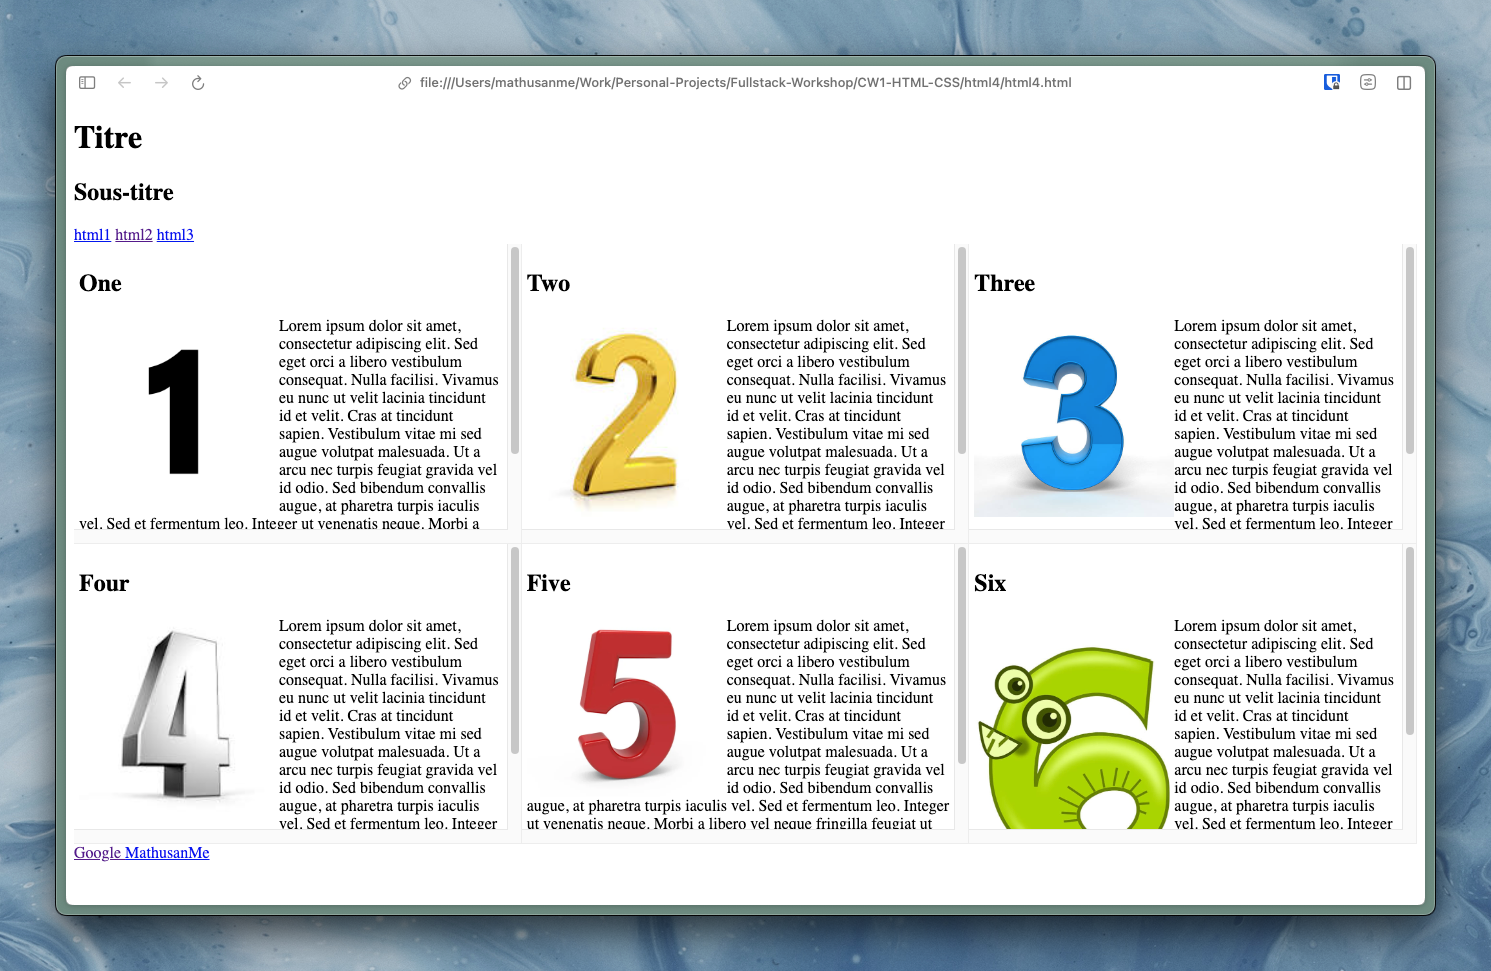 file:///Users/mathusanme/Work/Personal-Projects/Fullstack-Workshop/CW1-HTML-CSS/html4/html4.html
Titre
Sous-titre
html1 html2 html3
One
1
Lorem ipsum dolor sit amet,
consectetur adipiscing elit. Sed
eget orci a libero vestibulum
consequat. Nulla facilisi. Vivamus
eu nunc ut velit lacinia tincidunt
id et velit. Cras at tincidunt
sapien. Vestibulum vitae mi sed
augue volutpat malesuada. Ut a
arcu nec turpis feugiat gravida vel
id odio. Sed bibendum convallis
augue, at pharetra turpis iaculis
vel. Sed et fermentum leo. Integer ut venenatis neque. Morbi a
Two
2
Lorem ipsum dolor sit amet,
consectetur adipiscing elit. Sed
eget orci a libero vestibulum
consequat. Nulla facilisi. Vivamus
eu nunc ut velit lacinia tincidunt
id et velit. Cras at tincidunt
sapien. Vestibulum vitae mi sed
augue volutpat malesuada. Ut a
arcu nec turpis feugiat gravida vel
id odio. Sed bibendum convallis
augue, at pharetra turpis iaculis
vel. Sed et fermentum leo. Integer
Three
3
Lorem ipsum dolor sit amet,
consectetur adipiscing elit. Sed
eget orci a libero vestibulum
consequat. Nulla facilisi. Vivamus
eu nunc ut velit lacinia tincidunt
id et velit. Cras at tincidunt
sapien. Vestibulum vitae mi sed
augue volutpat malesuada. Ut a
arcu nec turpis feugiat gravida vel
id odio. Sed bibendum convallis
augue, at pharetra turpis iaculis
vel. Sed et fermentum leo. Integer
Four
4
Lorem ipsum dolor sit amet,
consectetur adipiscing elit. Sed
eget orci a libero vestibulum
consequat. Nulla facilisi. Vivamus
eu nunc ut velit lacinia tincidunt
id et velit. Cras at tincidunt
sapien. Vestibulum vitae mi sed
augue volutpat malesuada. Ut a
arcu nec turpis feugiat gravida vel
id odio. Sed bibendum convallis
augue, at pharetra turpis iaculis
vel. Sed et fermentum leo. Integer
Five
5
Lorem ipsum dolor sit amet,
consectetur adipiscing elit. Sed
eget orci a libero vestibulum
consequat. Nulla facilisi. Vivamus
eu nunc ut velit lacinia tincidunt
id et velit. Cras at tincidunt
sapien. Vestibulum vitae mi sed
augue volutpat malesuada. Ut a
arcu nec turpis feugiat gravida vel
id odio. Sed bibendum convallis
augue, at pharetra turpis iaculis vel. Sed et fermentum leo. Integer
ut venenatis neque. Morbi a libero vel neque fringilla feugiat ut
Six
6
Lorem ipsum dolor sit amet,
consectetur adipiscing elit. Sed
eget orci a libero vestibulum
consequat. Nulla facilisi. Vivamus
eu nunc ut velit lacinia tincidunt
id et velit. Cras at tincidunt
sapien. Vestibulum vitae mi sed
augue volutpat malesuada. Ut a
arcu nec turpis feugiat gravida vel
id odio. Sed bibendum convallis
augue, at pharetra turpis iaculis
vel. Sed et fermentum leo. Integer
Google MathusanMe